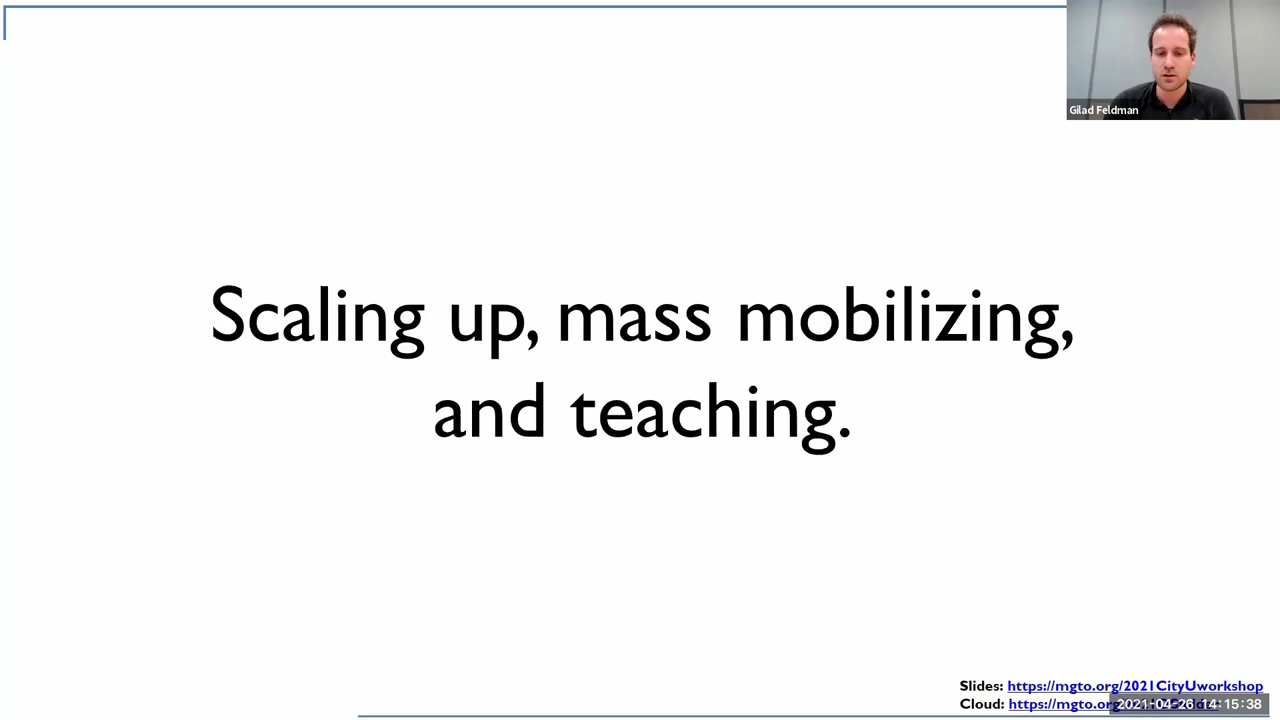 Gilad Feldman
Scaling up, mass mobilizing,
and teaching.
Slides: https://mgto.org/2021CityUworkshop
Cloud: https://mgto.org
2021-04-26 14:15:38